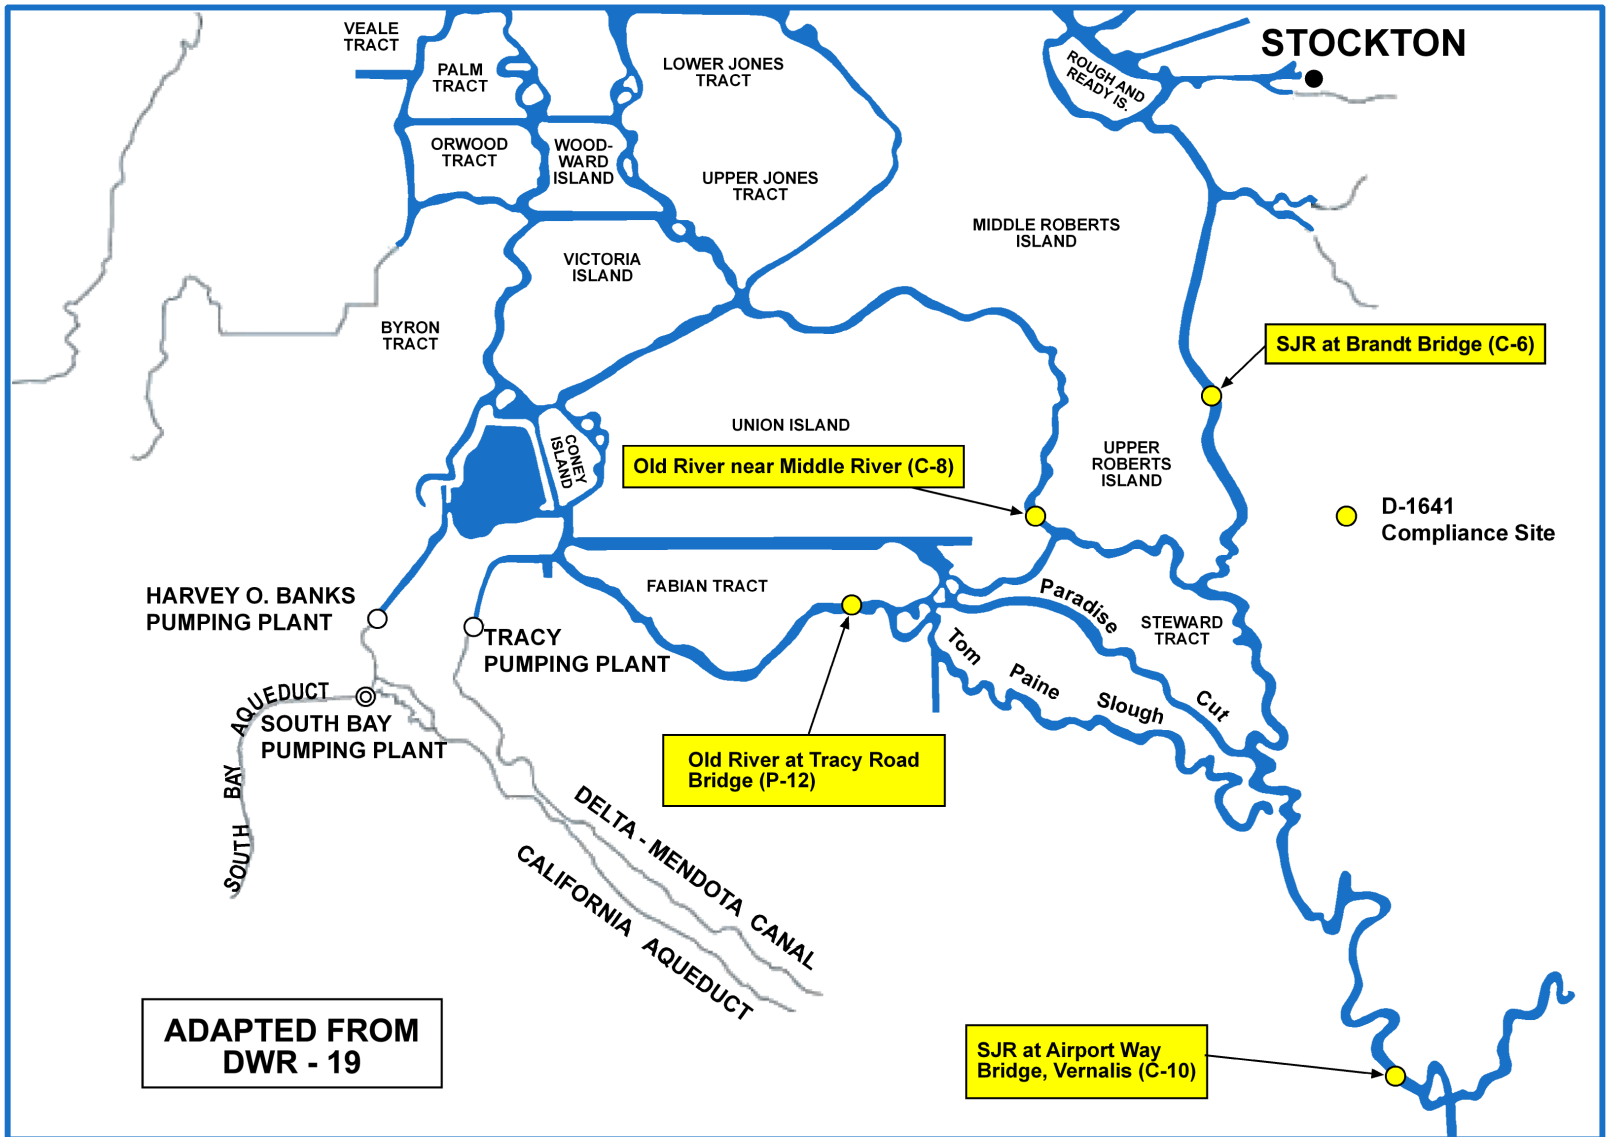 VEALE
TRACT
PALM
TRACT
LOWER JONES
TRACT
ROUGH AND
READY IS.
STOCKTON
ORWOOD
TRACT
WOOD-
WARD
ISLAND
UPPER JONES
TRACT
MIDDLE ROBERTS
ISLAND
VICTORIA
ISLAND
BYRON
TRACT
SJR at Brandt Bridge (C-6)
UNION ISLAND
CONEY
ISLAND
Old River near Middle River (C-8)
UPPER
ROBERTS
ISLAND
D-1641
Compliance Site
HARVEY O. BANKS
PUMPING PLANT
FABIAN TRACT
Paradise
Cut
STEWARD
TRACT
TRACY
PUMPING PLANT
Tom
Paine
Slough
SOUTH BAY AQUEDUCT
SOUTH BAY
PUMPING PLANT
Old River at Tracy Road
Bridge (P-12)
DELTA - MENDOTA CANAL
CALIFORNIA AQUEDUCT
ADAPTED FROM
DWR - 19
SJR at Airport Way
Bridge, Vernalis (C-10)